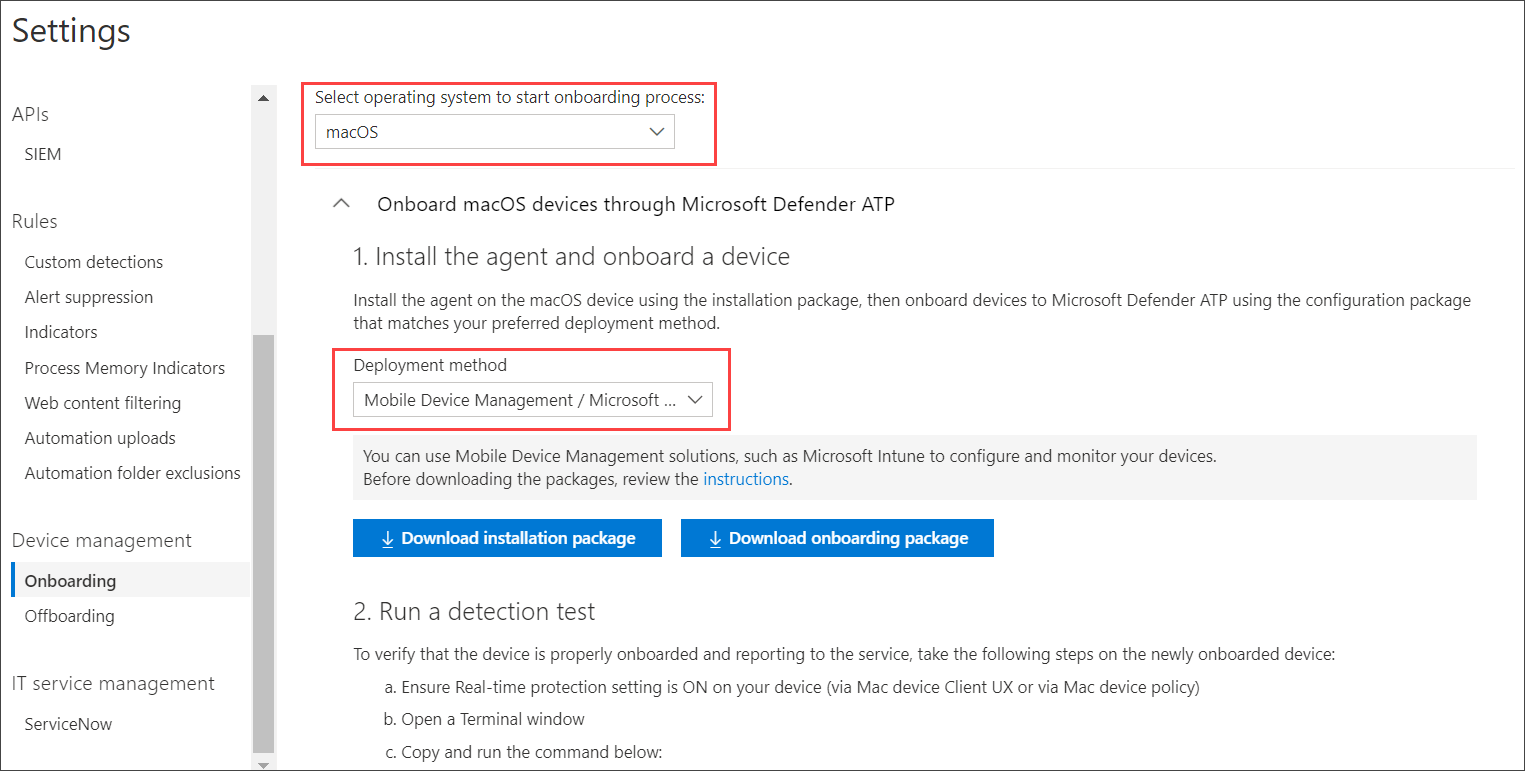 Settings
APIs
SIEM
Rules
Custom detections
Alert suppression
Indicators
Process Memory Indicators
Web content filtering
Automation uploads
Automation folder exclusions
Device management
Onboarding
Offboarding
IT service management
ServiceNow
Select operating system to start onboarding process:
macOS
Onboard macOS devices through Microsoft Defender ATP
1. Install the agent and onboard a device
Install the agent on the macOS device using the installation package, then onboard devices to Microsoft Defender ATP using the configuration package
that matches your preferred deployment method.
Deployment method
Mobile Device Management / Microsoft ...
You can use Mobile Device Management solutions, such as Microsoft Intune to configure and monitor your devices.
Before downloading the packages, review the instructions.
Download installation package
Download onboarding package
2. Run a detection test
To verify that the device is properly onboarded and reporting to the service, take the following steps on the newly onboarded device:
a. Ensure Real-time protection setting is ON on your device (via Mac device Client UX or via Mac device policy)
b. Open a Terminal window
c. Copy and run the command below: